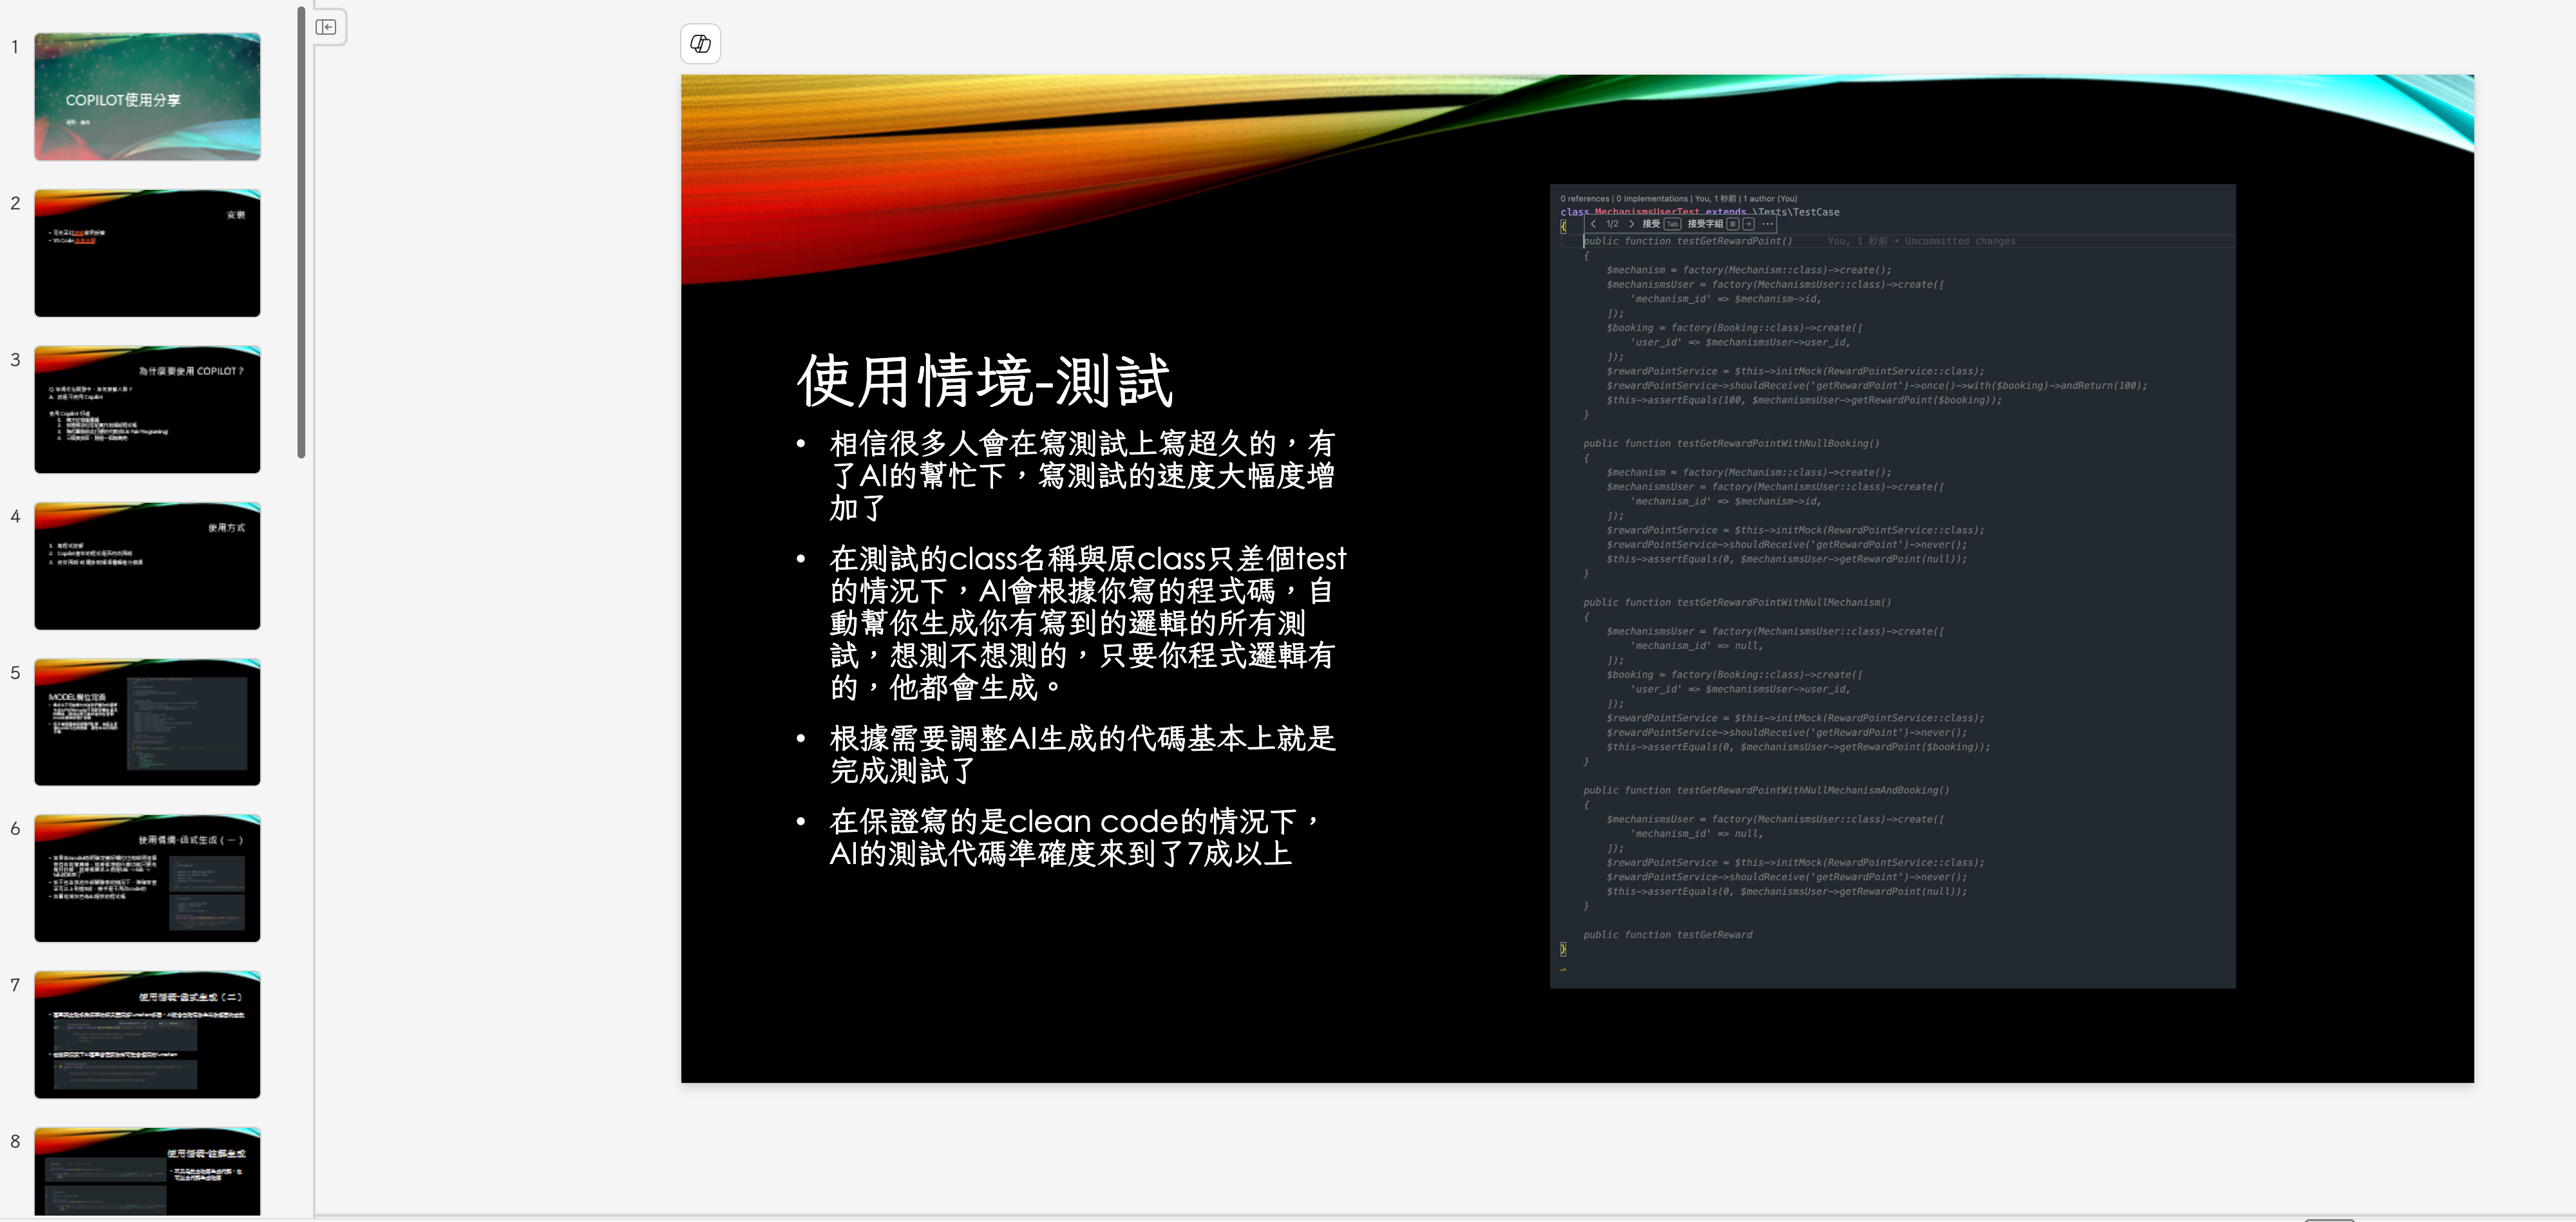 1
COPILOT使用分享
2
安裝
3
為什麼要使用 COPILOT？
4
使用方式
5
MODEL欄位定義
6
使用情境-函式生成（一）
7
使用情境-函式生成（二）
8
使用情境-註解生成
使用情境-測試
• 相信很多人會在寫測試上寫超久的，有
了AI的幫忙下，寫測試的速度大幅度增
加了
• 在測試的class名稱與原class只差個test
的情況下，AI會根據你寫的程式碼，自
動幫你生成你有寫到的邏輯的所有測
試，想測不想測的，只要你程式邏輯有
的，他都會生成。
• 根據需要調整AI生成的代碼基本上就是
完成測試了
• 在保證寫的是clean code的情況下，
AI的測試代碼準確度來到了7成以上
0 references | 0 implementations | You, 1 秒前 | 1 author (You)
class MechanismsUserTest extends \Tests\TestCase
{
1/2 接受 Tab 接受字組 ⌘ → ···
public function testGetRewardPoint() You, 1 秒前 • Uncommitted changes
{
$mechanism = factory(Mechanism::class)->create();
$mechanismsUser = factory(MechanismsUser::class)->create([
'mechanism_id' => $mechanism->id,
]);
$booking = factory(Booking::class)->create([
'user_id' => $mechanismsUser->user_id,
]);
$rewardPointService = $this->initMock(RewardPointService::class);
$rewardPointService->shouldReceive('getRewardPoint')->once()->with($booking)->andReturn(100);
$this->assertEquals(100, $mechanismsUser->getRewardPoint($booking));
}
public function testGetRewardPointWithNullBooking()
{
$mechanism = factory(Mechanism::class)->create();
$mechanismsUser = factory(MechanismsUser::class)->create([
'mechanism_id' => $mechanism->id,
]);
$rewardPointService = $this->initMock(RewardPointService::class);
$rewardPointService->shouldReceive('getRewardPoint')->never();
$this->assertEquals(0, $mechanismsUser->getRewardPoint(null));
}
public function testGetRewardPointWithNullMechanism()
{
$mechanismsUser = factory(MechanismsUser::class)->create([
'mechanism_id' => null,
]);
$booking = factory(Booking::class)->create([
'user_id' => $mechanismsUser->user_id,
]);
$rewardPointService = $this->initMock(RewardPointService::class);
$rewardPointService->shouldReceive('getRewardPoint')->never();
$this->assertEquals(0, $mechanismsUser->getRewardPoint($booking));
}
public function testGetRewardPointWithNullMechanismAndBooking()
{
$mechanismsUser = factory(MechanismsUser::class)->create([
'mechanism_id' => null,
]);
$rewardPointService = $this->initMock(RewardPointService::class);
$rewardPointService->shouldReceive('getRewardPoint')->never();
$this->assertEquals(0, $mechanismsUser->getRewardPoint(null));
}
public function testGetReward
}